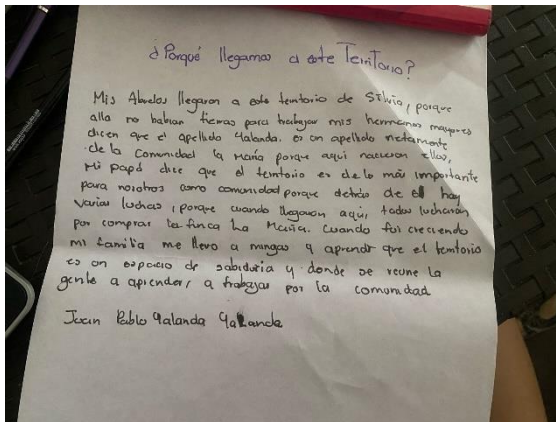 ¿Porqué llegamos a este Territorio?
Mis Abuelos llegaron a este territorio de Silvia, porque
alla no habian tierras para trabajar mis hermanos mayores
dicen que el apellido Yalanda. es un apellido netamente
de la Comunidad la María porque aqui nacieron ellos,
Mi papá dice que el territorio es de lo mas importante
para nosotros como comunidad porque detrás de el hay
varias luchas, porque cuando llegaron aquí, todos lucharon
por comprar la finca La María. cuando fui creciendo
mi familia me llevo a mingas y aprendi que el territorio
es un espacio de sabiduria y donde se reune la
gente a aprender, a trabajar por la comunidad
Juan Pablo Yalanda Yalanda